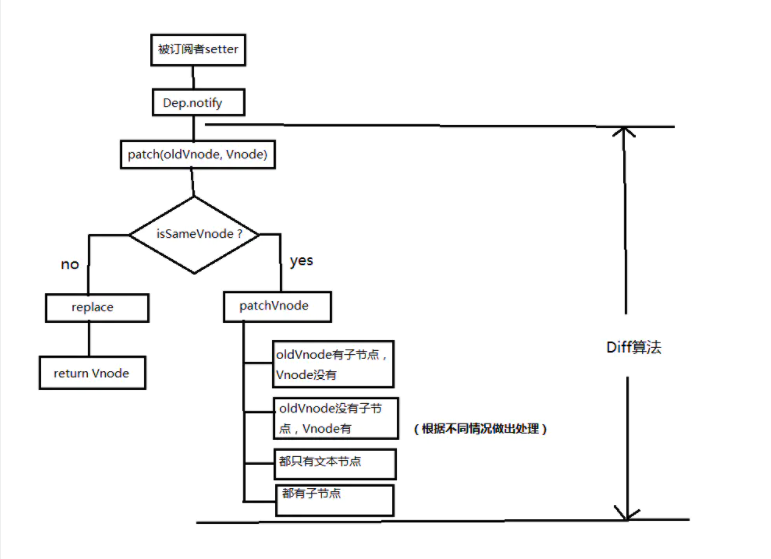 被订阅者setter
Dep.notify
patch(oldVnode, Vnode)
isSameVnode？
no
yes
replace
patchVnode
return Vnode
oldVnode有子节点，
Vnode没有
oldVnode没有子节
点，Vnode有
（根据不同情况做出处理）
都只有文本节点
都有子节点
Diff算法